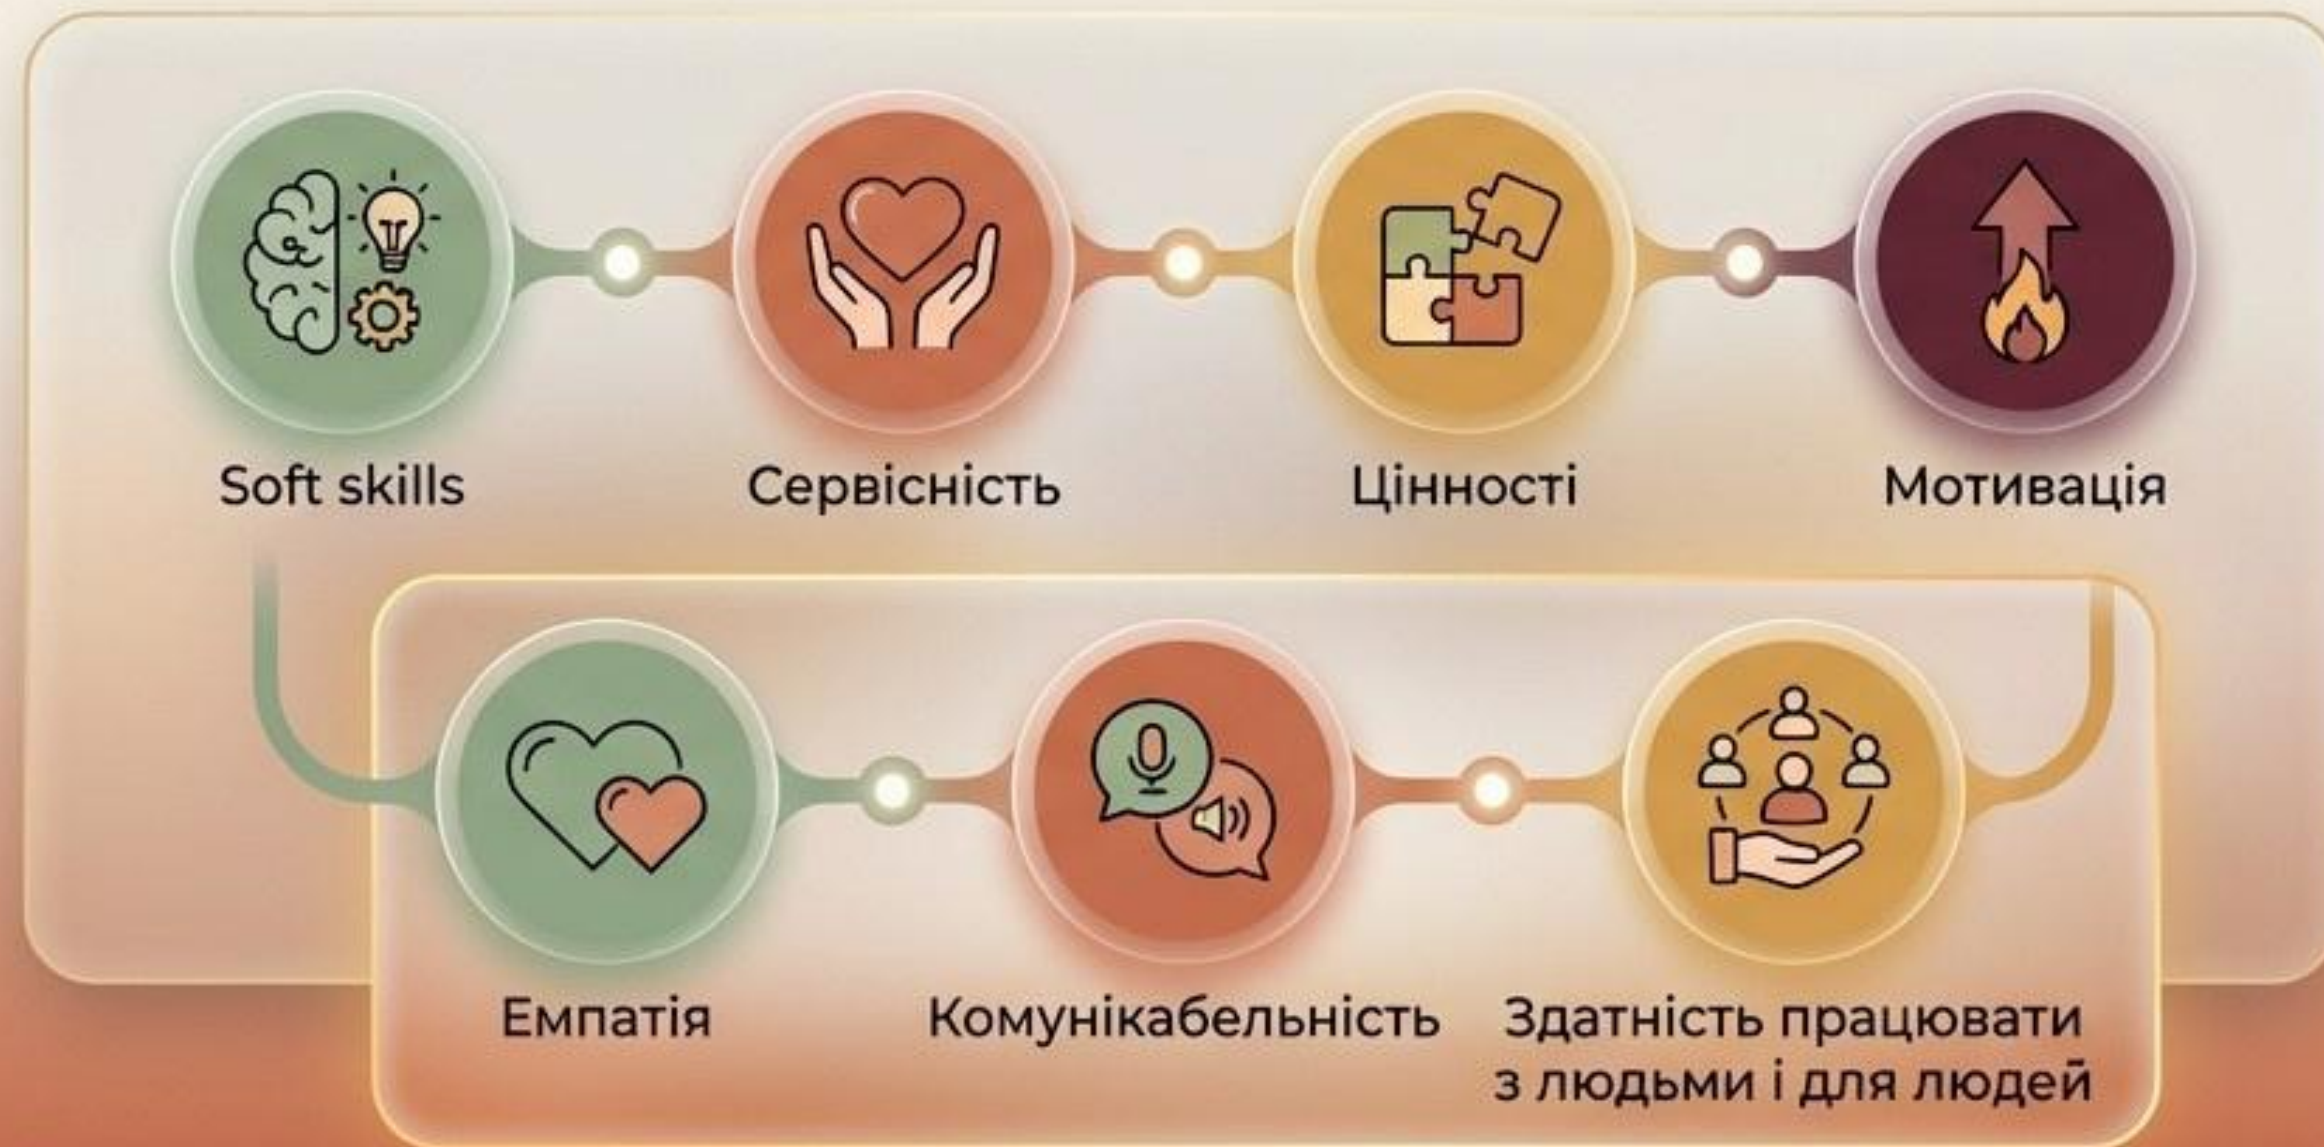 Soft skills
Сервісність
Цінності
Мотивація
Емпатія
Комунікабельність
Здатність працювати
з людьми і для людей